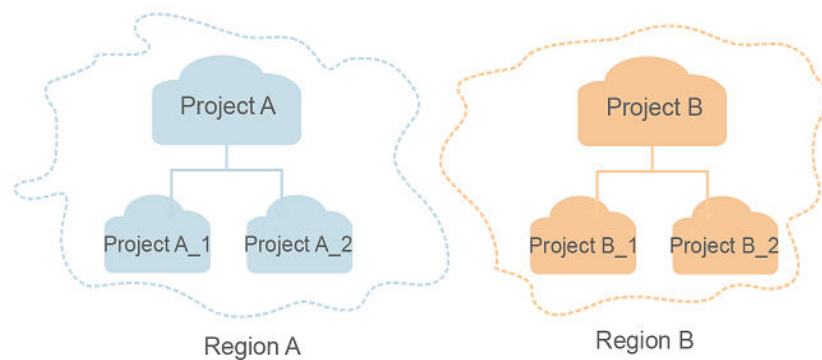 Project A
Project A_1
Project A_2
Region A
Project B
Project B_1
Project B_2
Region B